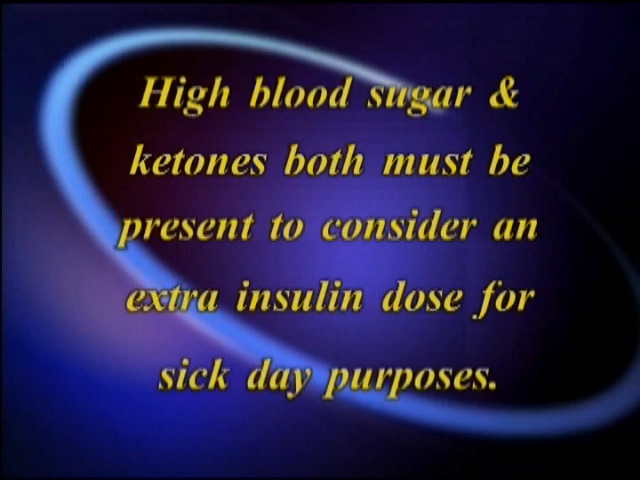 High blood sugar &
ketones both must be
present to consider an
extra insulin dose for
sick day purposes.